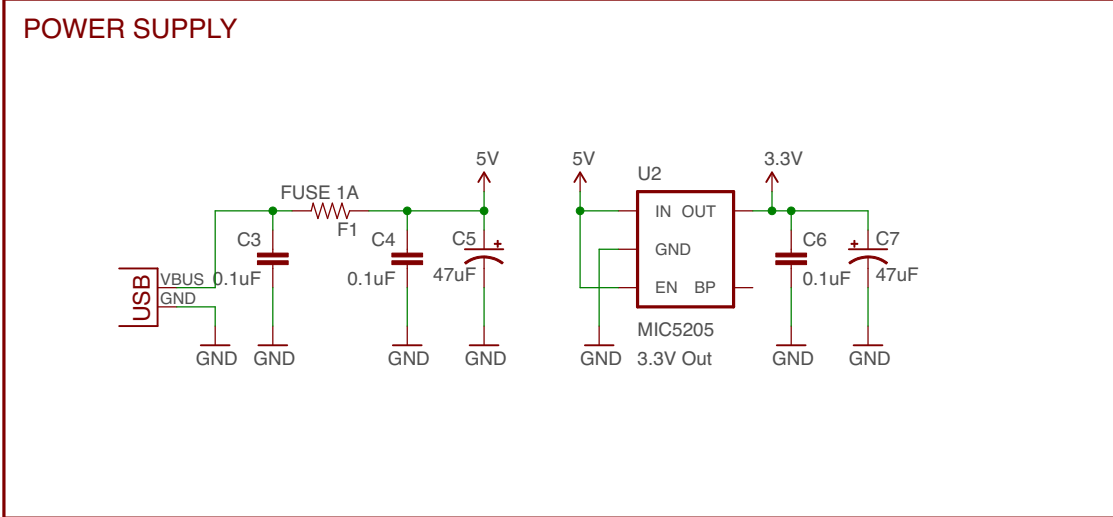 POWER SUPPLY
5V
5V
3.3V
U2
FUSE 1A
F1
IN OUT
GND
EN BP
C3
0.1uF
C4
0.1uF
C5
+
47uF
C6
0.1uF
+
C7
47uF
USB
VBUS
GND
MIC5205
3.3V Out
GND
GND
GND
GND
GND
GND
GND